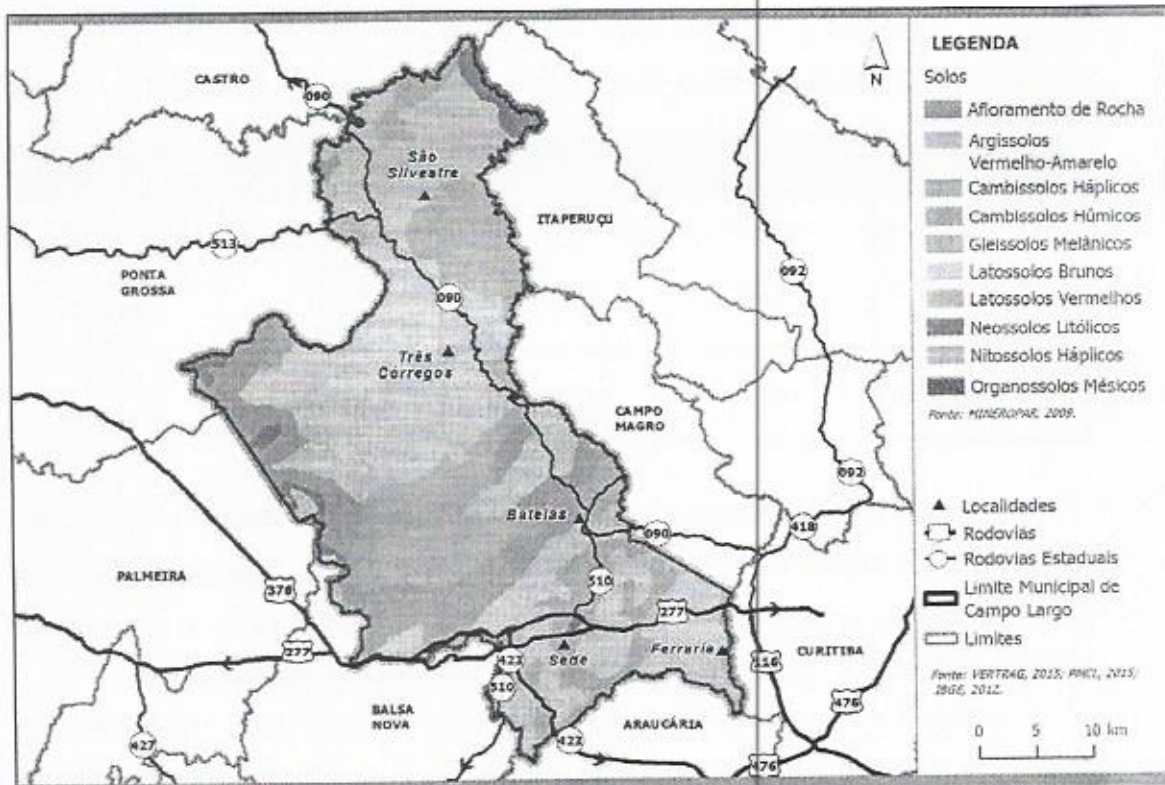 CASTRO
090
São
Silvestre
ITAPERUÇU
513
PONTA
GROSSA
092
090
Três
Córregos
CAMPO
MAGRO
092
Bateias
090
418
PALMEIRA
376
510
277
277
Sede
Ferraria
116
CURITIBA
423
510
476
BALSA
NOVA
ARAUCÁRIA
427
422
476
N
LEGENDA
Solos
Afloramento de Rocha
Argissolos
Vermelho-Amarelo
Cambissolos Háplicos
Cambissolos Húmicos
Gleissolos Melânicos
Latossolos Brunos
Latossolos Vermelhos
Neossolos Litólicos
Nitossolos Háplicos
Organossolos Mésicos
Fonte: MINEROPAR, 2009.
Localidades
Rodovias
Rodovias Estaduais
Limite Municipal de
Campo Largo
Limites
Fonte: VERTRAG, 2015; PMCL, 2015;
IBGE, 2012.
0 5 10 km